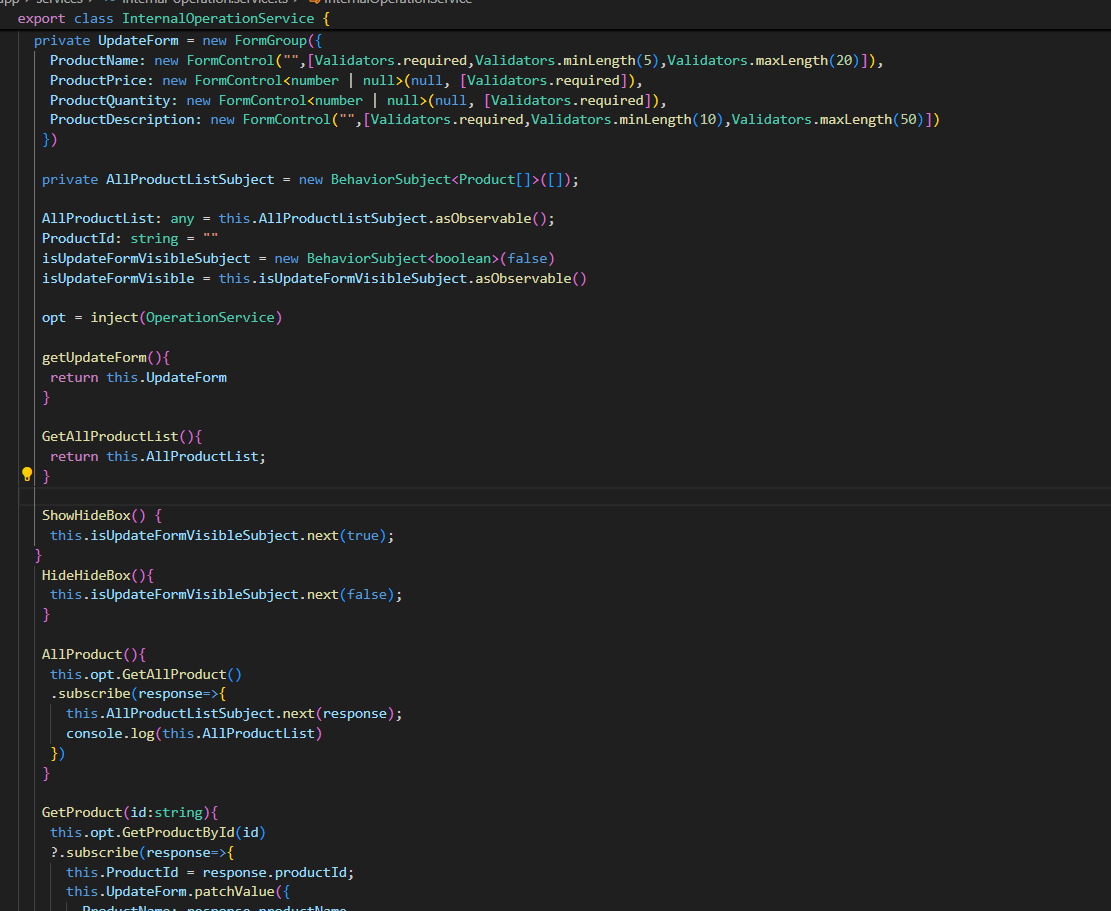 app > services > internal-operation.service.ts > InternalOperationService
export class InternalOperationService {
private UpdateForm = new FormGroup({
ProductName: new FormControl("",[Validators.required,Validators.minLength(5),Validators.maxLength(20)]),
ProductPrice: new FormControl<number | null>(null, [Validators.required]),
ProductQuantity: new FormControl<number | null>(null, [Validators.required]),
ProductDescription: new FormControl("",[Validators.required,Validators.minLength(10),Validators.maxLength(50)])
})
private AllProductListSubject = new BehaviorSubject<Product[]>([]);
AllProductList: any = this.AllProductListSubject.asObservable();
ProductId: string = ""
isUpdateFormVisibleSubject = new BehaviorSubject<boolean>(false)
isUpdateFormVisible = this.isUpdateFormVisibleSubject.asObservable()
opt = inject(OperationService)
getUpdateForm(){
return this.UpdateForm
}
GetAllProductList(){
return this.AllProductList;
}
ShowHideBox() {
this.isUpdateFormVisibleSubject.next(true);
}
HideHideBox(){
this.isUpdateFormVisibleSubject.next(false);
}
AllProduct(){
this.opt.GetAllProduct()
.subscribe(response=>{
this.AllProductListSubject.next(response);
console.log(this.AllProductList)
})
}
GetProduct(id:string){
this.opt.GetProductById(id)
?.subscribe(response=>{
this.ProductId = response.productId;
this.UpdateForm.patchValue({
ProductName: response.productName